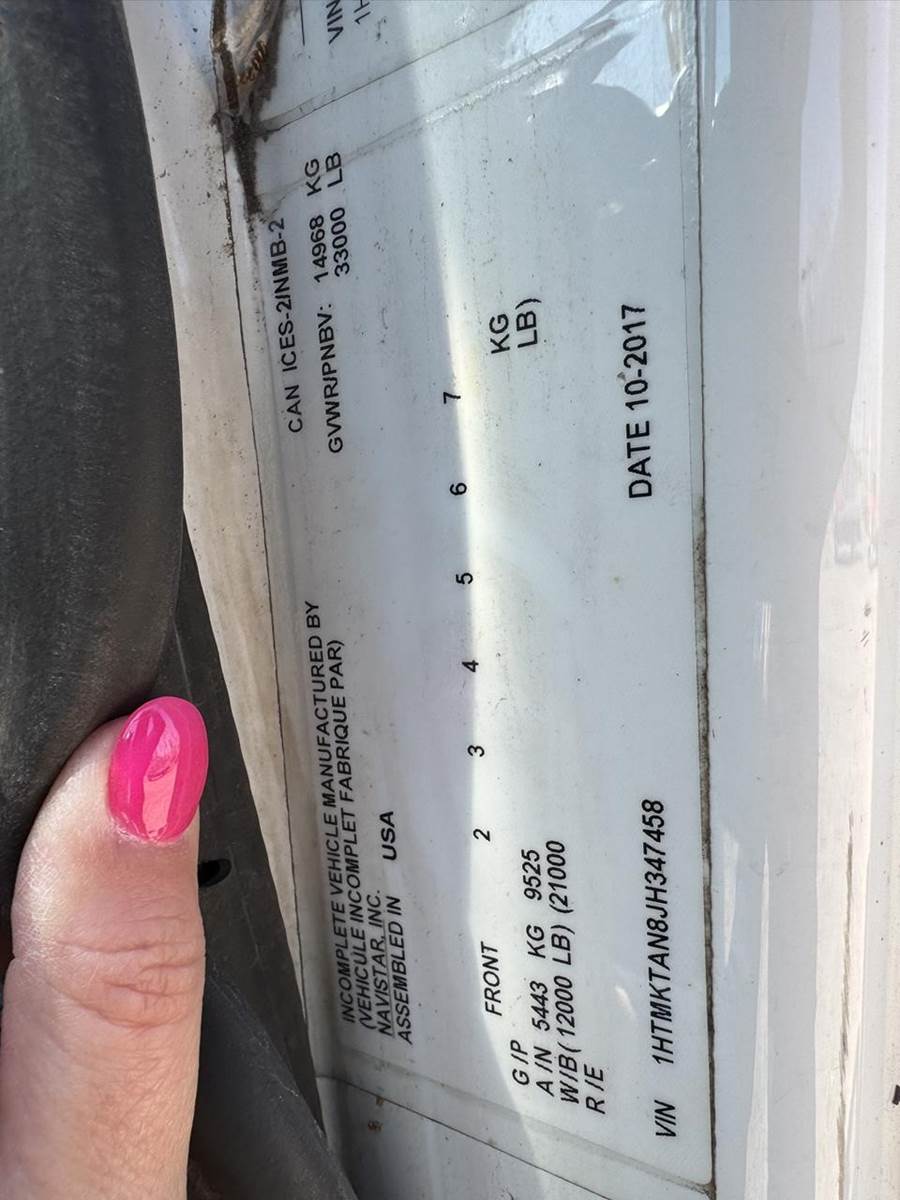 VIN
1H
CAN ICES-2/NMB-2
GVWR/PNBV: 14968 KG
33000 LB
INCOMPLETE VEHICLE MANUFACTURED BY
(VEHICULE INCOMPLET FABRIQUE PAR)
NAVISTAR, INC.
ASSEMBLED IN USA
FRONT 2 3 4 5 6 7
G/P
A/N 5443 KG 9525 KG
W/B(12000 LB) (21000 LB)
R/E
DATE 10-2017
VIN 1HTMKTAN8JH347458